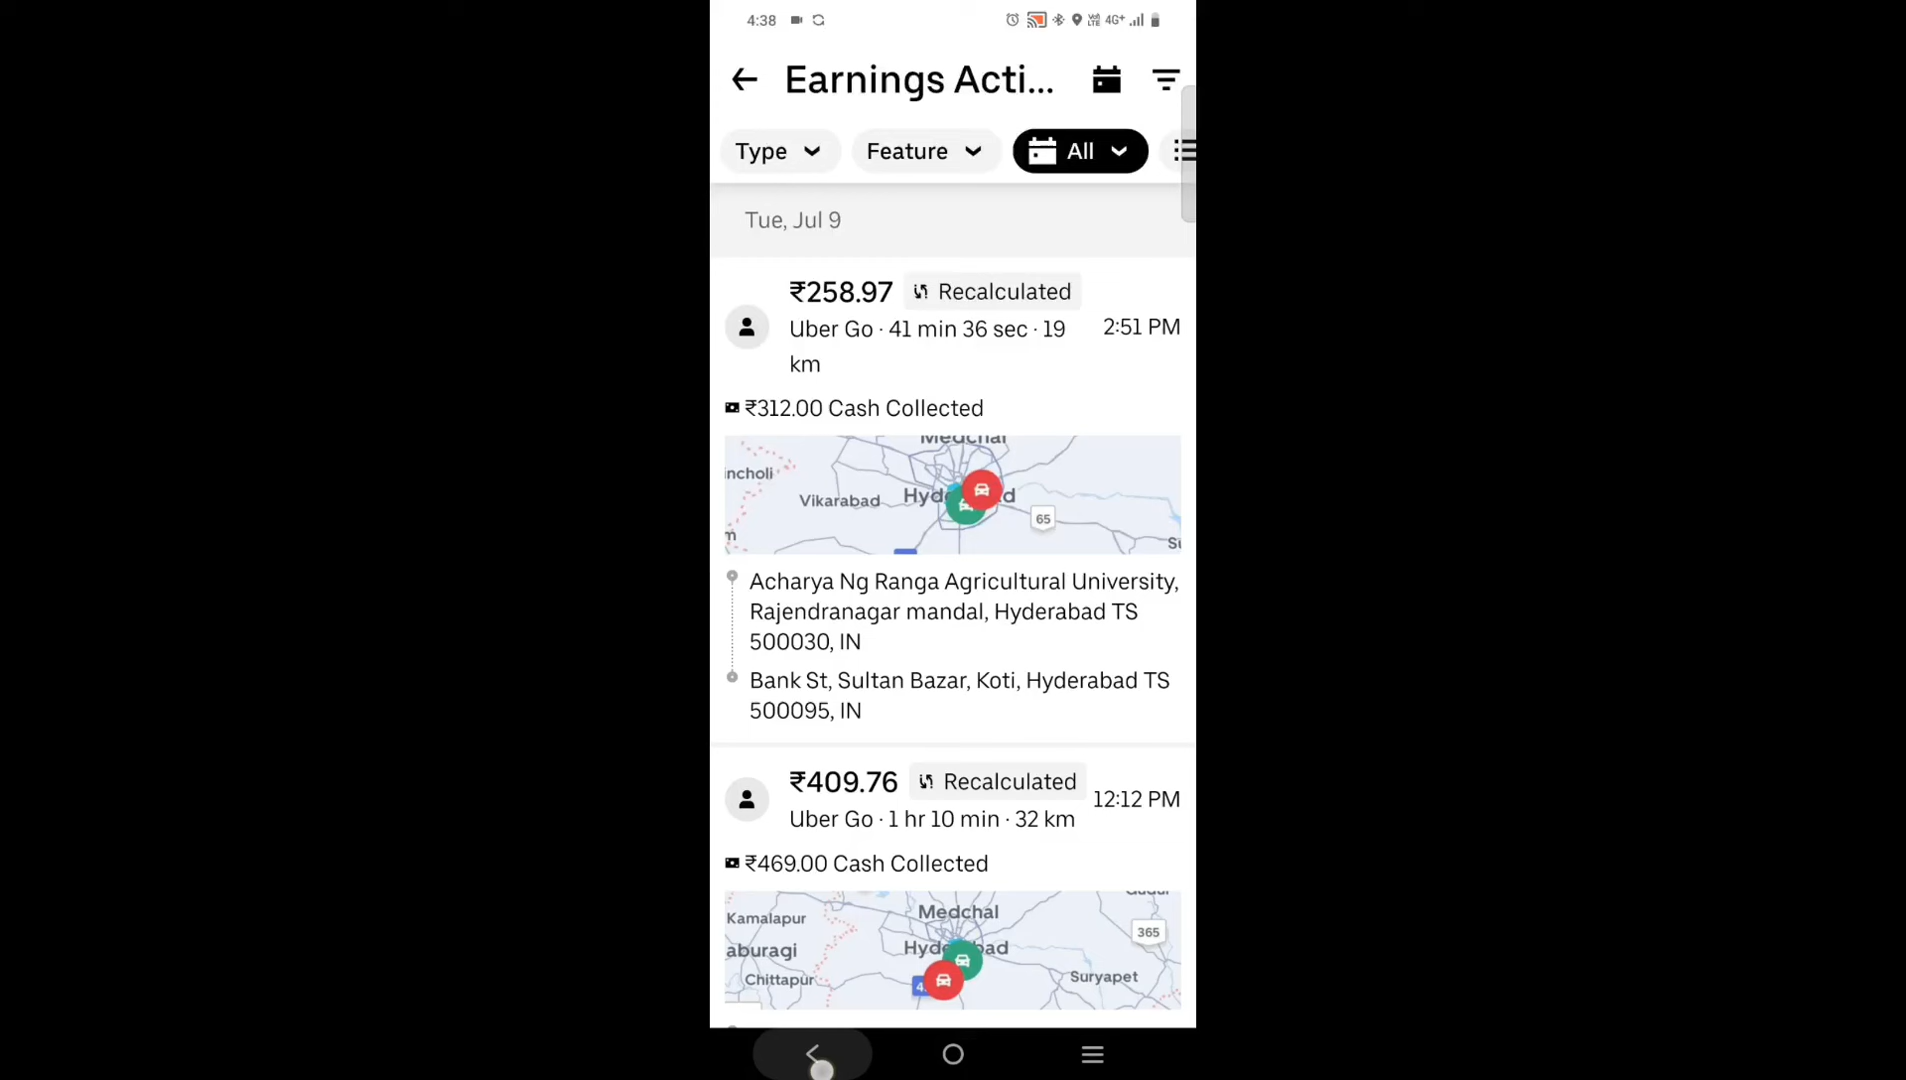 4:38 4G+
Earnings Acti...
Type Feature All
Tue, Jul 9
₹258.97 Recalculated
Uber Go · 41 min 36 sec · 19
km
2:51 PM
₹312.00 Cash Collected
Medchal
incholi
Vikarabad
65
Acharya Ng Ranga Agricultural University,
Rajendranagar mandal, Hyderabad TS
500030, IN
Bank St, Sultan Bazar, Koti, Hyderabad TS
500095, IN
₹409.76 Recalculated
Uber Go · 1 hr 10 min · 32 km
12:12 PM
₹469.00 Cash Collected
Kamalapur
Medchal
365
aburagi
Chittapur
Suryapet